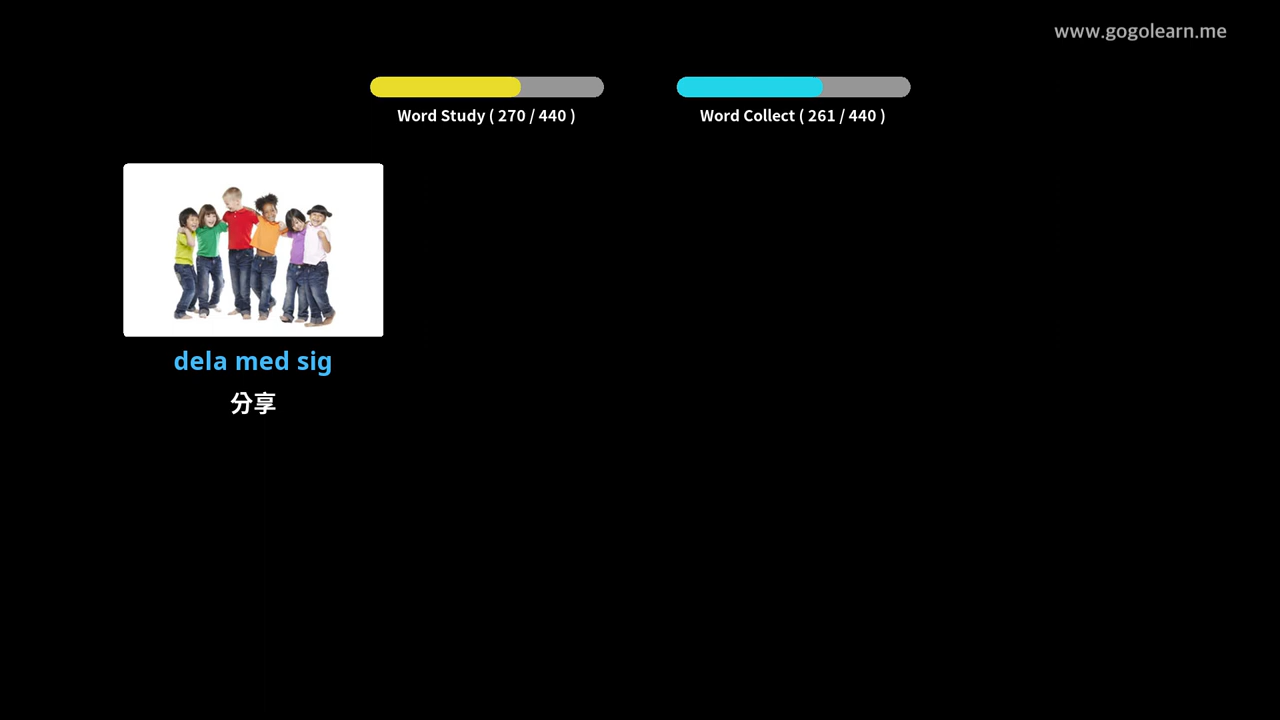 www.gogolearn.me
Word Study ( 270 / 440 )
Word Collect ( 261 / 440 )
dela med sig
分享